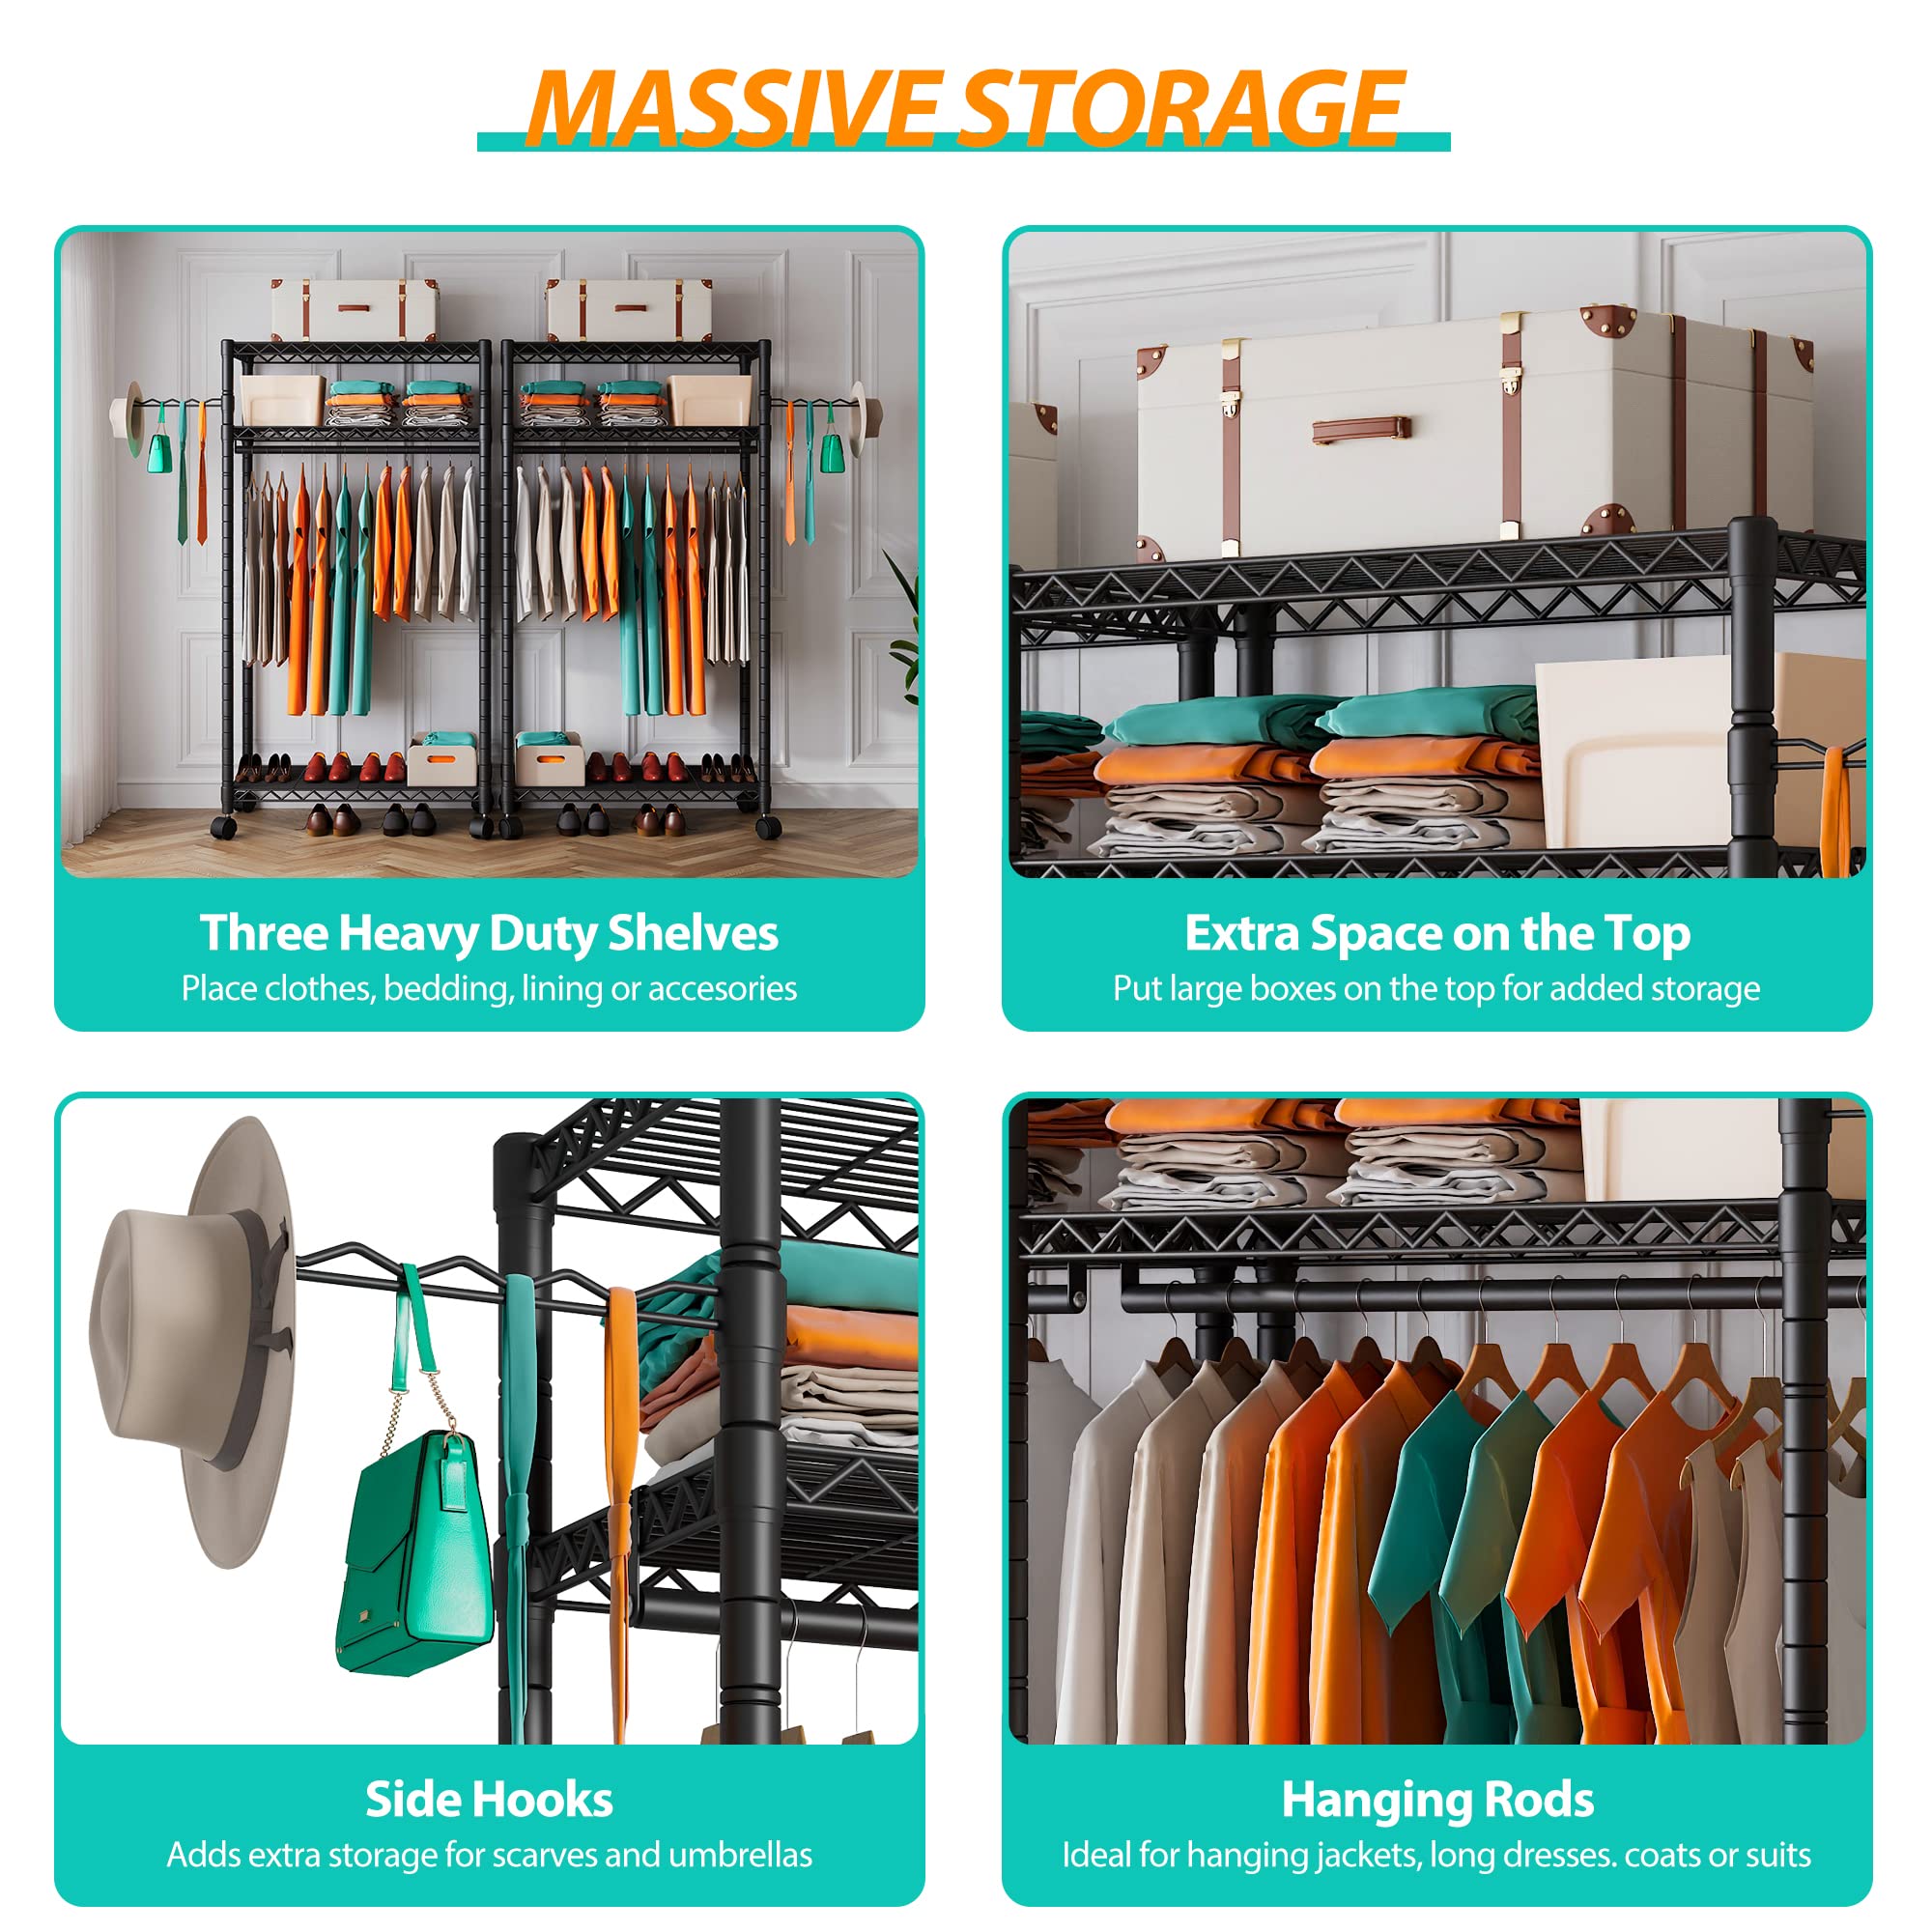 MASSIVE STORAGE
Three Heavy Duty Shelves
Place clothes, bedding, lining or accesories
Extra Space on the Top
Put large boxes on the top for added storage
Side Hooks
Adds extra storage for scarves and umbrellas
Hanging Rods
Ideal for hanging jackets, long dresses. coats or suits